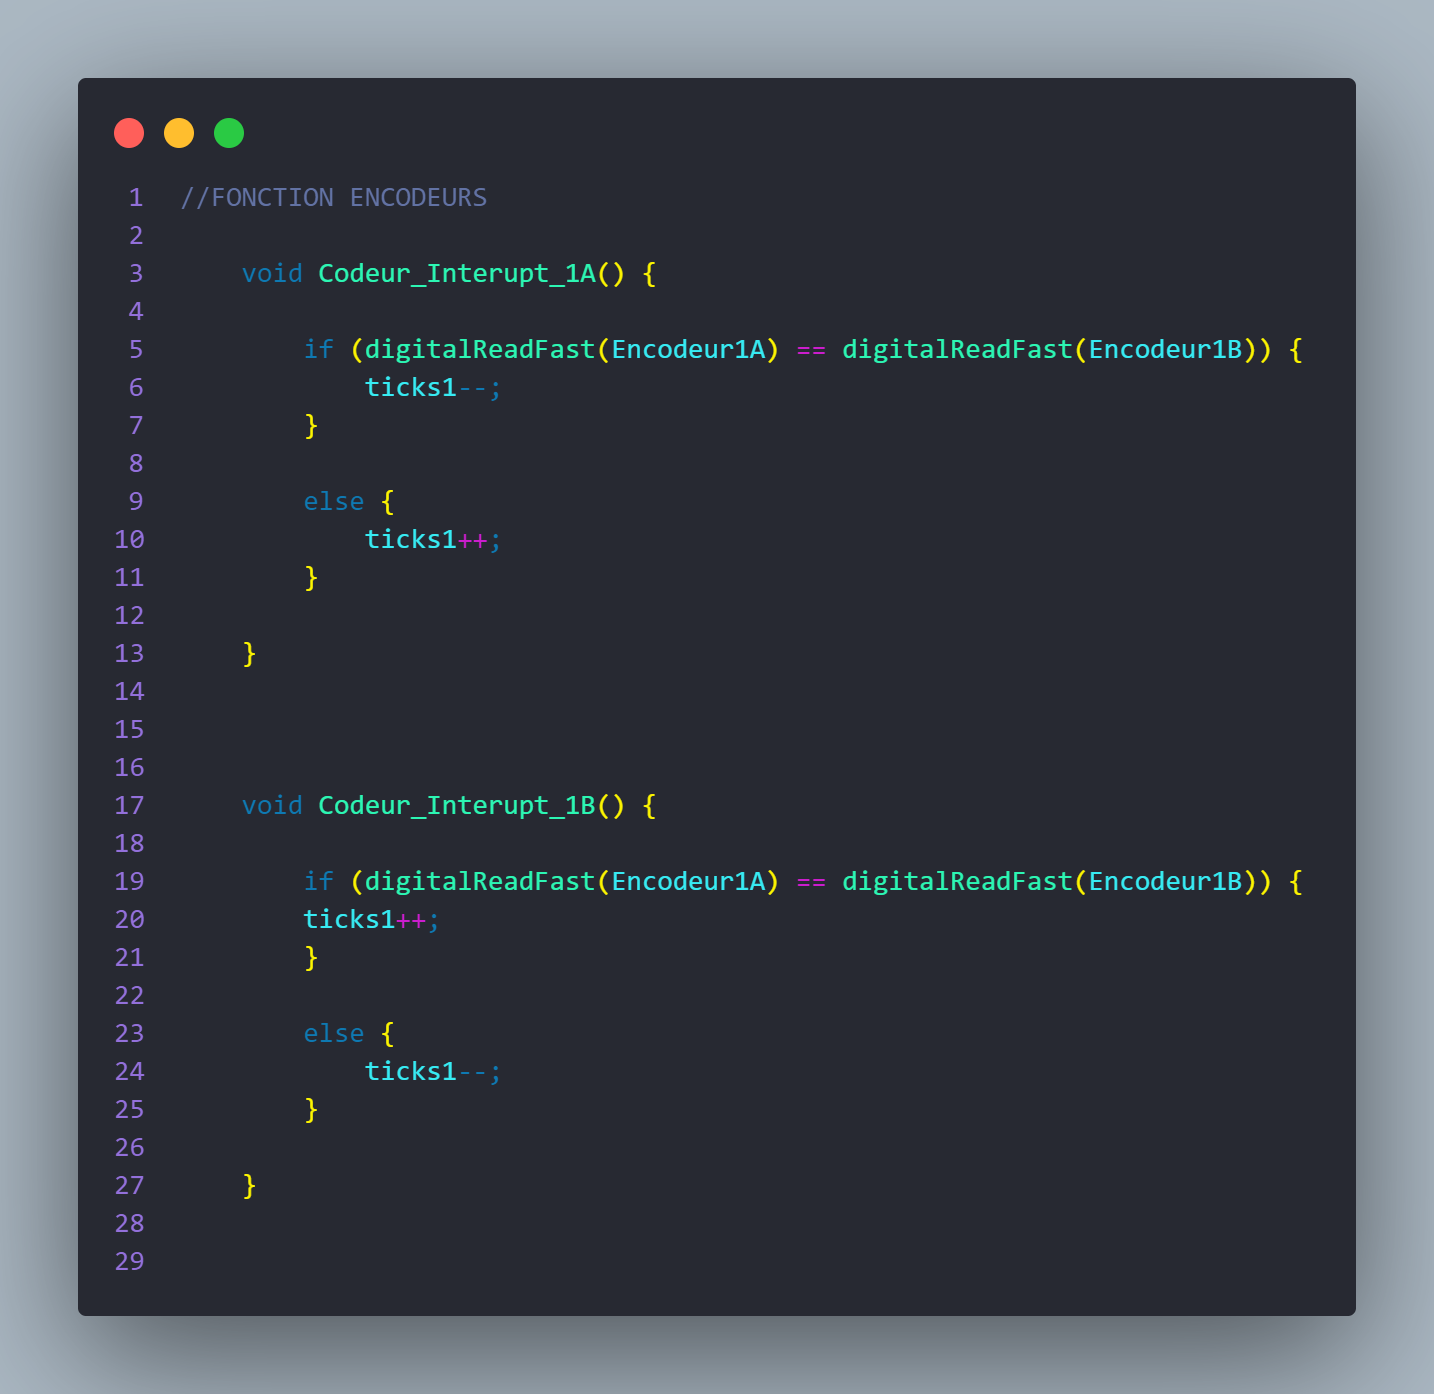 1 //FONCTION ENCODEURS
2
3     void Codeur_Interupt_1A() {
4
5         if (digitalReadFast(Encodeur1A) == digitalReadFast(Encodeur1B)) {
6             ticks1--;
7         }
8
9         else {
10             ticks1++;
11         }
12
13     }
14
15
16
17     void Codeur_Interupt_1B() {
18
19         if (digitalReadFast(Encodeur1A) == digitalReadFast(Encodeur1B)) {
20         ticks1++;
21         }
22
23         else {
24             ticks1--;
25         }
26
27     }
28
29